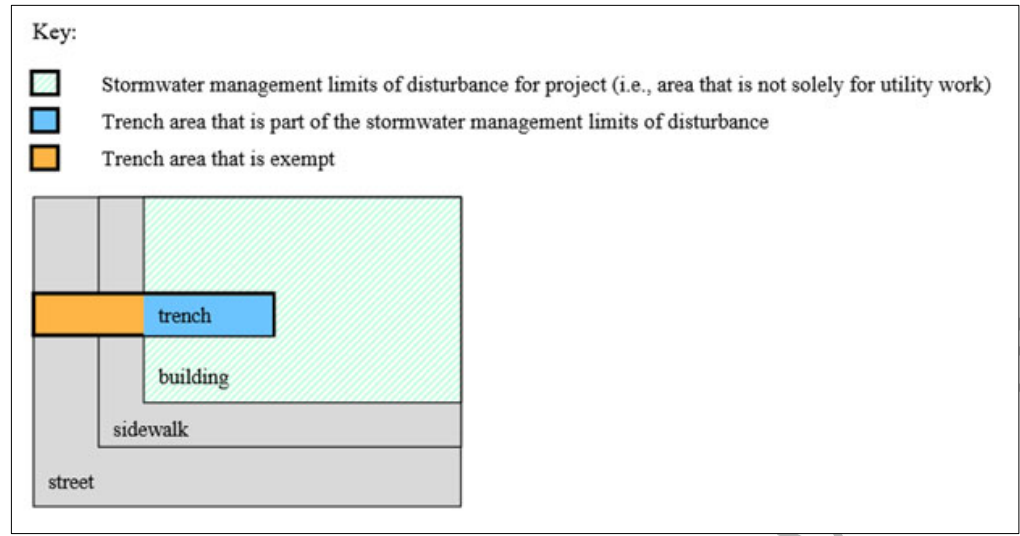 Key:
Stormwater management limits of disturbance for project (i.e., area that is not solely for utility work)
Trench area that is part of the stormwater management limits of disturbance
Trench area that is exempt
trench
building
sidewalk
street